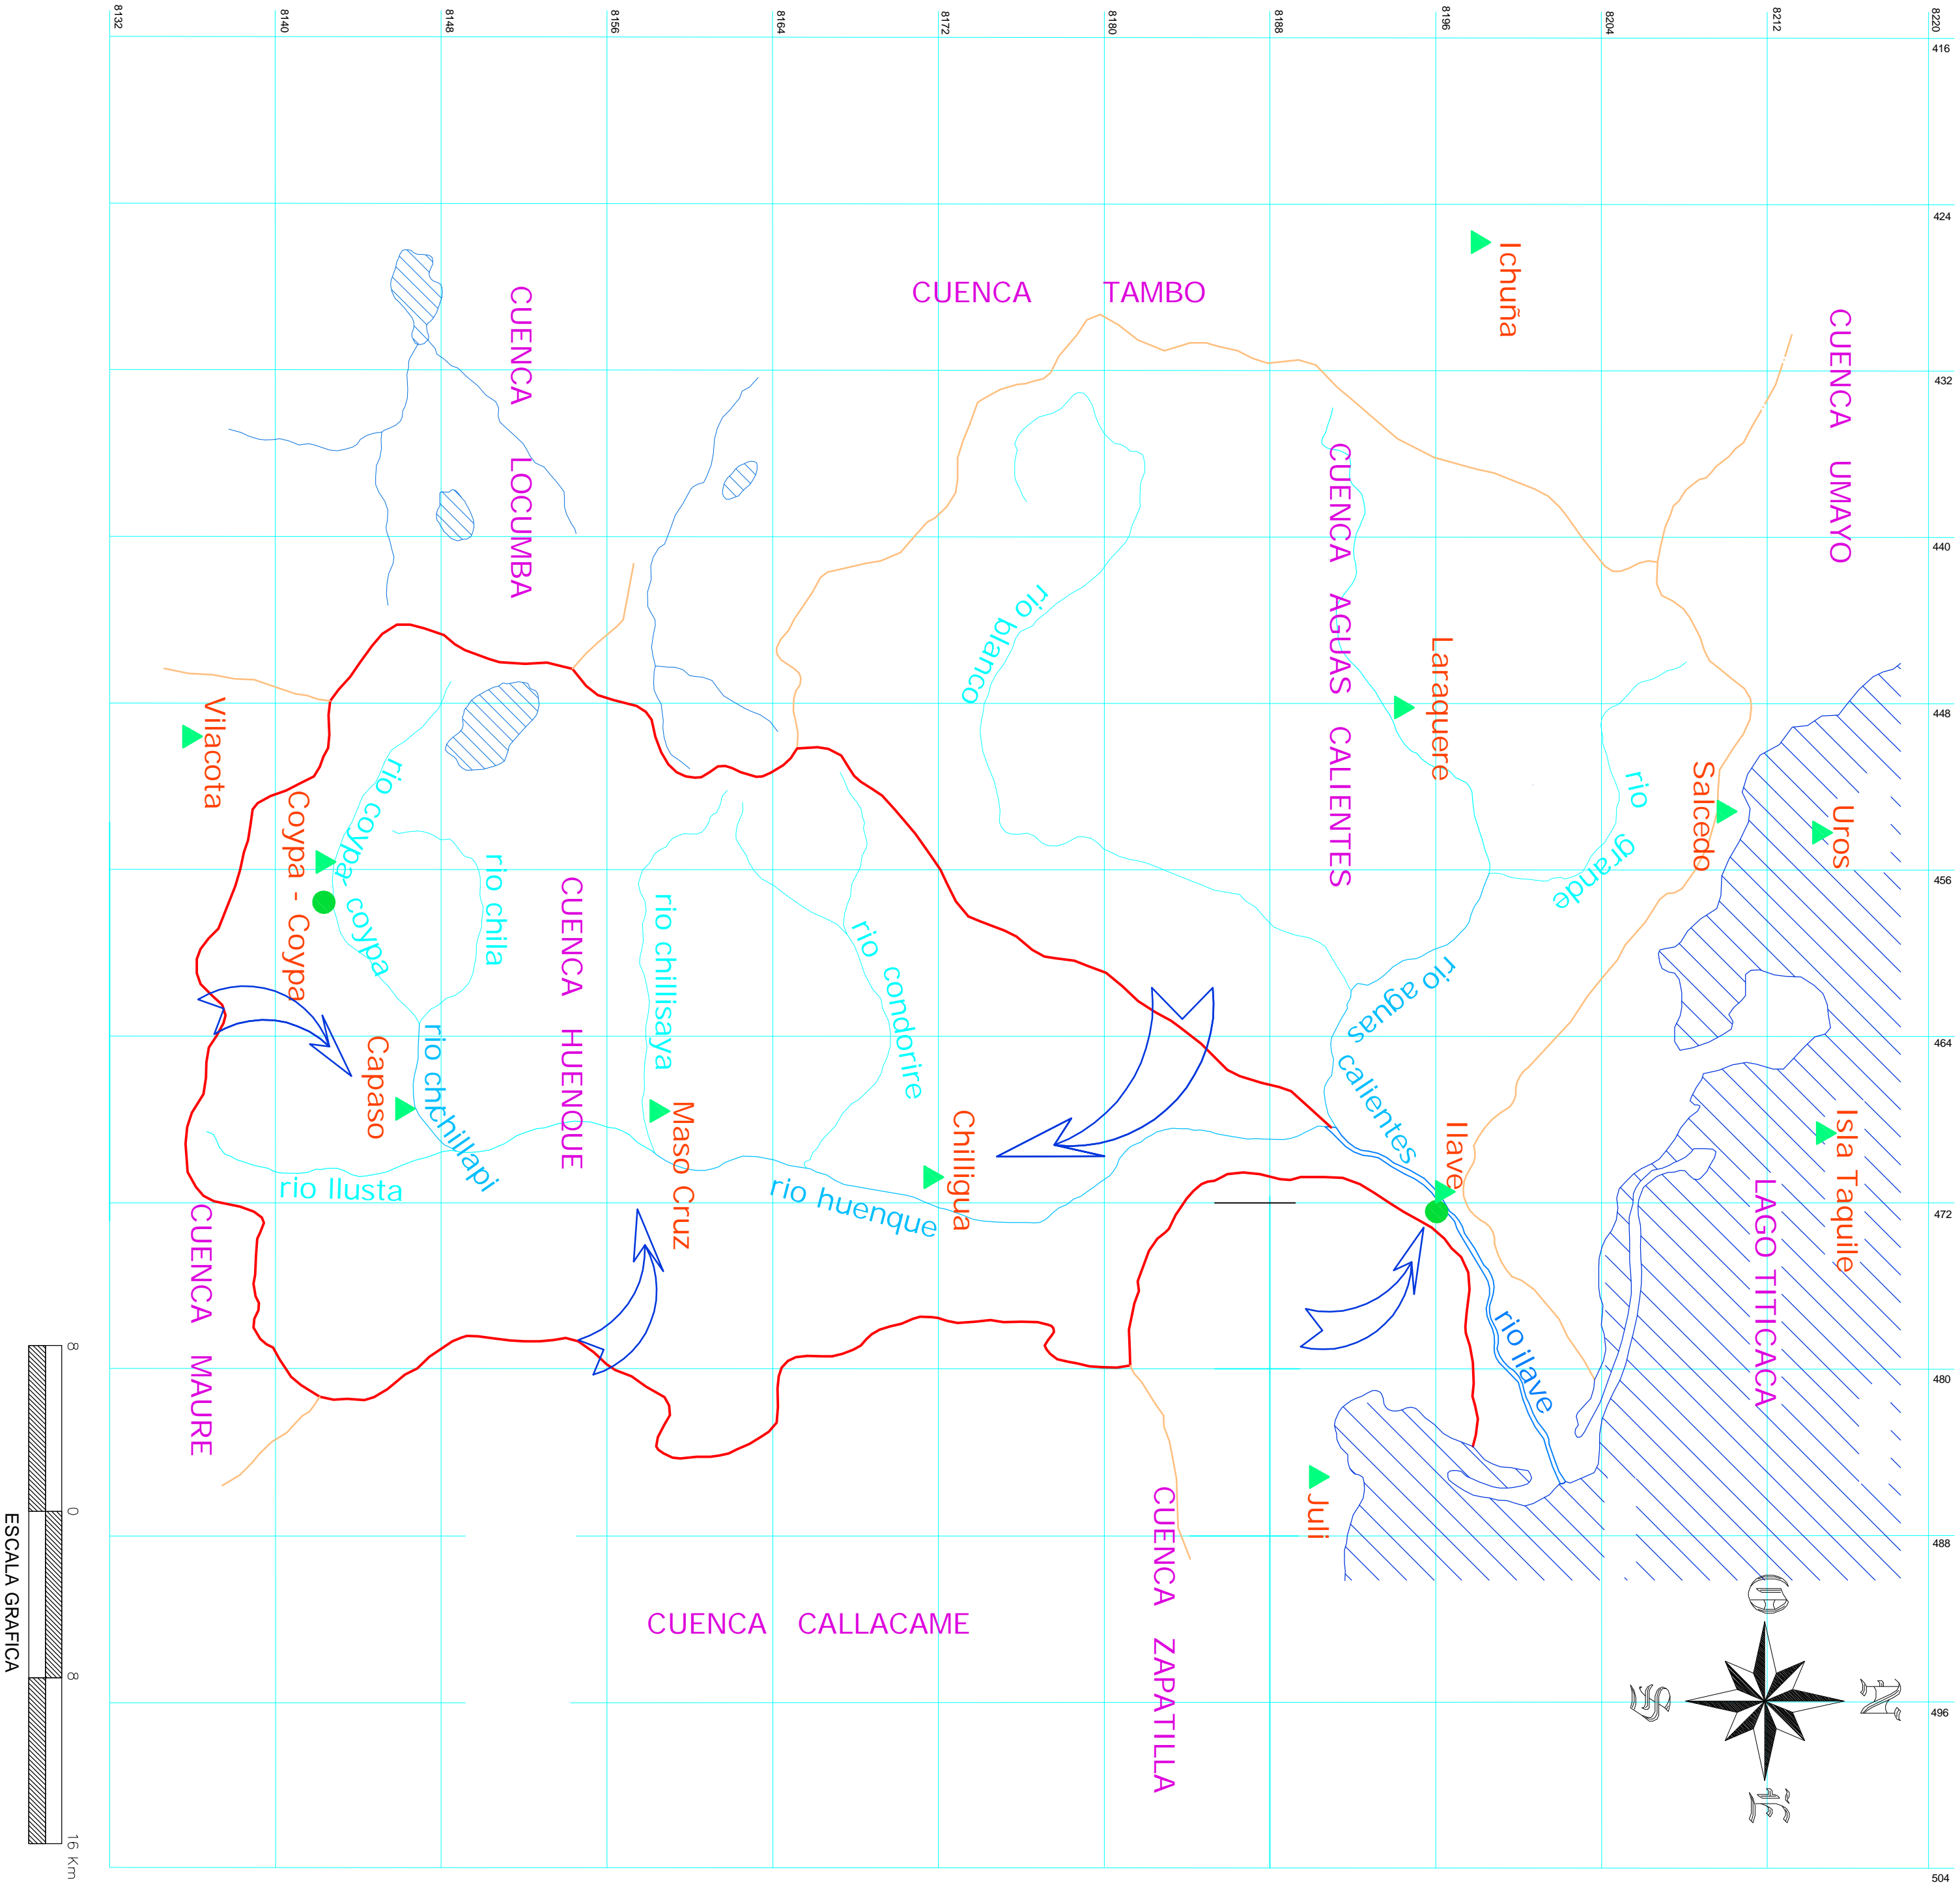 8132
8140
8148
8156
8164
8172
8180
8188
8196
8204
8212
8220
416
424
432
440
448
456
464
472
480
488
496
504
CUENCA TAMBO
Ichuña
CUENCA UMAYO
CUENCA LOCUMBA
CUENCA AGUAS CALIENTES
rio blanco
Laraquere
rio grande
Salcedo
Uros
Vilacota
rio coypa- coypa
Coypa - Coypa
rio chila
CUENCA HUENQUE
rio chillisaya
rio condorire
rio aguas calientes
Capaso
rio chrhillapi
chillapi
Maso Cruz
Chilligua
Ilave
Isla Taquile
LAGO TITICACA
rio llusta
rio huenque
CUENCA MAURE
rio ilave
Juli
CUENCA ZAPATILLA
CUENCA CALLACAME
O
N
S
E
8
0
8
16 Km
ESCALA GRAFICA